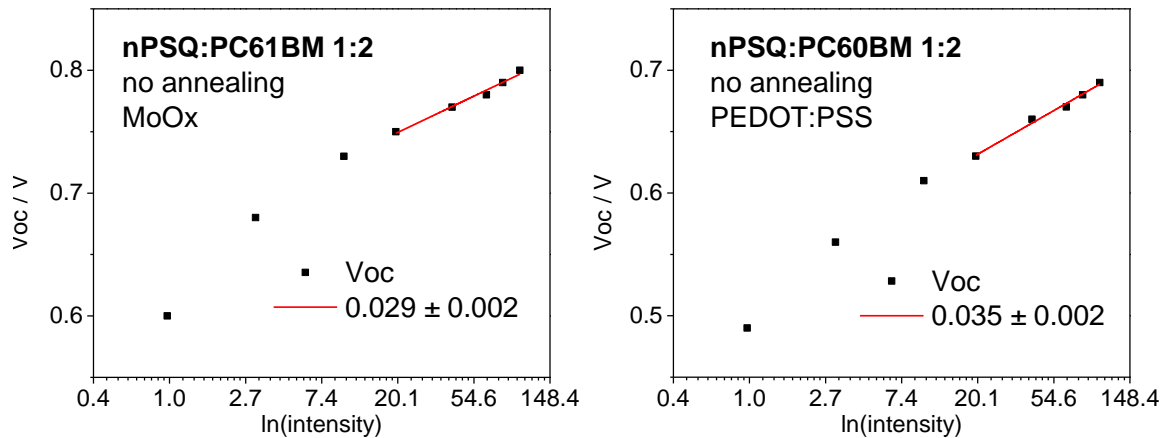 nPSQ:PC61BM 1:2
no annealing
MoOx
0.8
0.7
0.6
Voc / V
Voc
0.029 ± 0.002
0.4 1.0 2.7 7.4 20.1 54.6 148.4
ln(intensity)
nPSQ:PC60BM 1:2
no annealing
PEDOT:PSS
0.7
0.6
0.5
Voc / V
Voc
0.035 ± 0.002
0.4 1.0 2.7 7.4 20.1 54.6 148.4
ln(intensity)